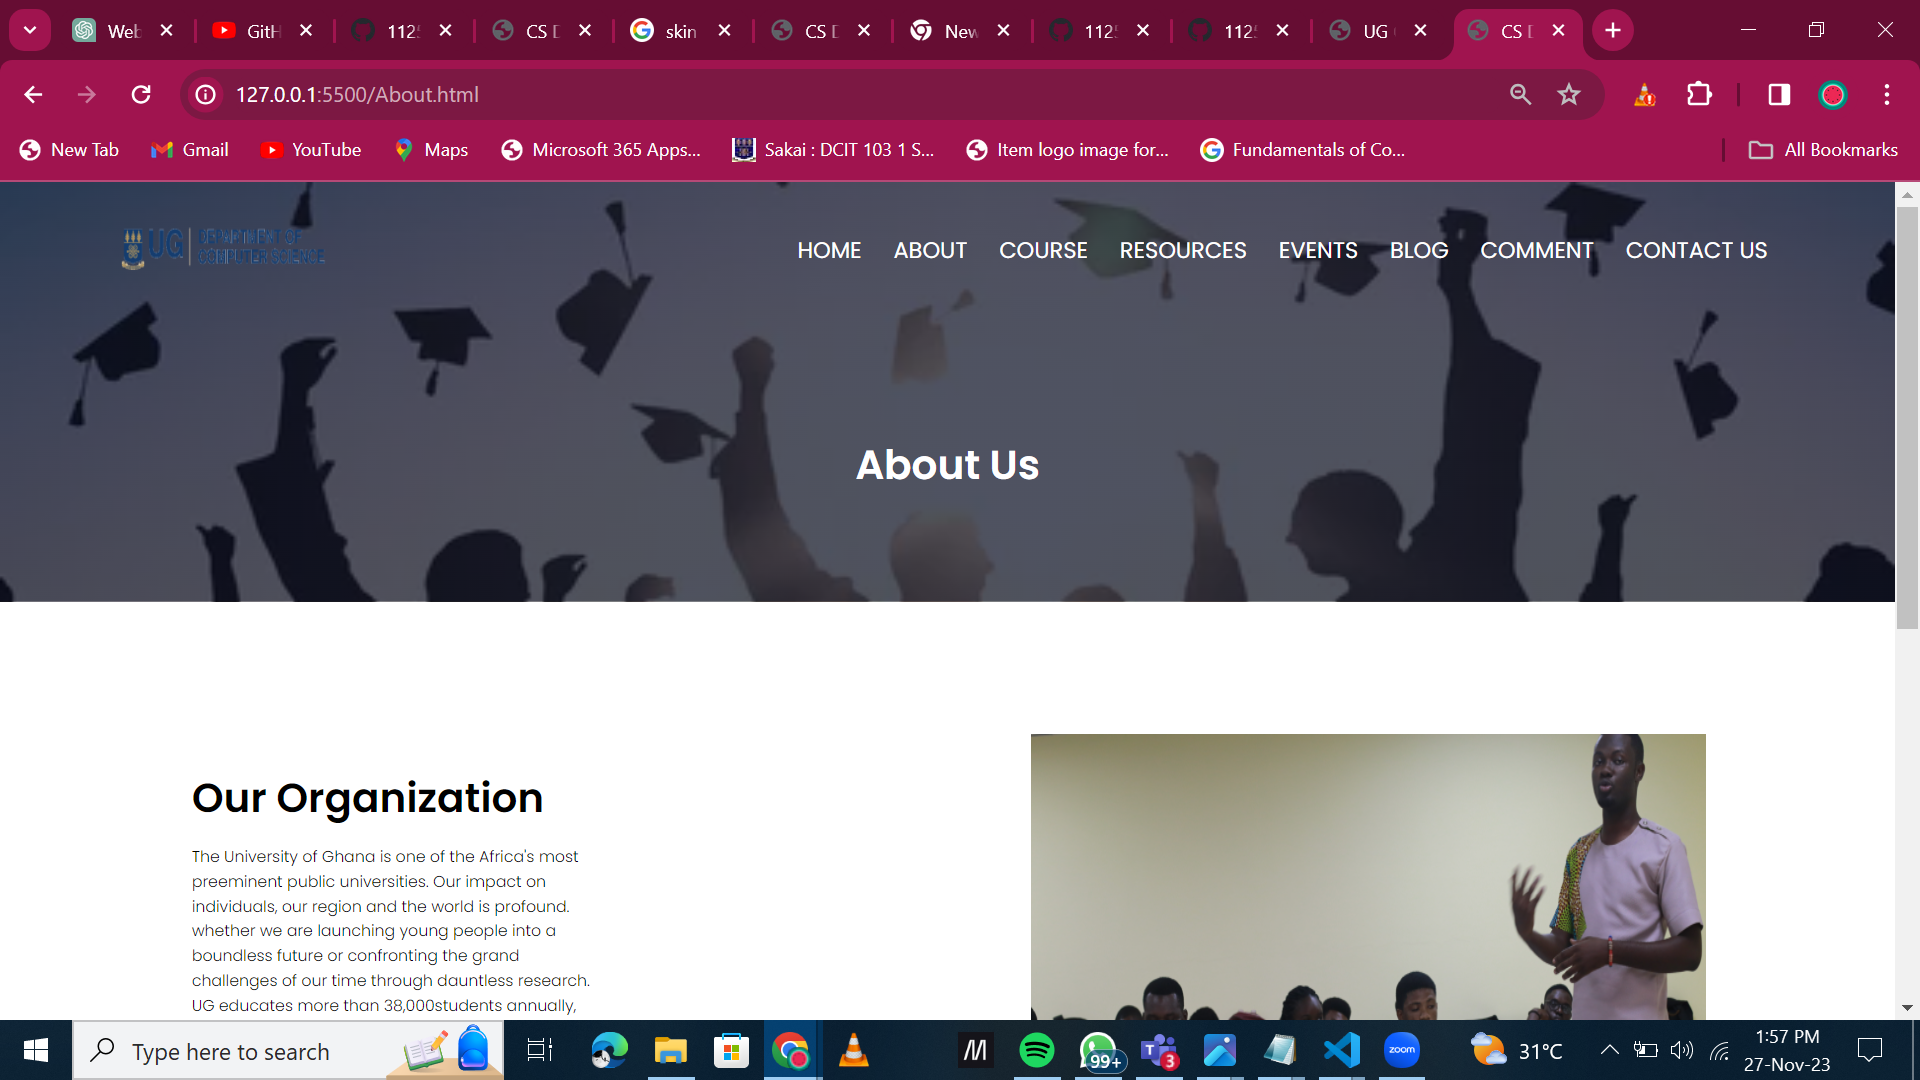 Web
GitH
1125
CS D
skin
CS D
New
1125
1125
UG
CS D
127.0.0.1:5500/About.html
New Tab
Gmail
YouTube
Maps
Microsoft 365 Apps...
Sakai : DCIT 103 1 S...
Item logo image for...
Fundamentals of Co...
All Bookmarks
UG
DEPARTMENT OF
COMPUTER SCIENCE
HOME ABOUT COURSE RESOURCES EVENTS BLOG COMMENT CONTACT US
About Us
Our Organization
The University of Ghana is one of the Africa's most
preeminent public universities. Our impact on
individuals, our region and the world is profound.
whether we are launching young people into a
boundless future or confronting the grand
challenges of our time through dauntless research.
UG educates more than 38,000students annually,
Type here to search
M
99+
T
3
zoom
31°C
1:57 PM
27-Nov-23